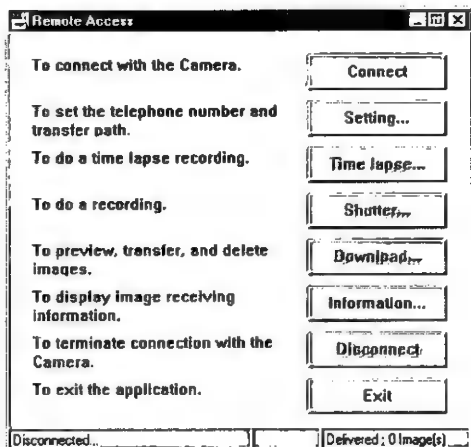 Remote Access
To connect with the Camera.
Connect
To set the telephone number and
transfer path.
Setting...
To do a time lapse recording.
Time lapse...
To do a recording.
Shutter...
To preview, transfer, and delete
images.
Download...
To display image receiving
information.
Information...
To terminate connection with the
Camera.
Disconnect
To exit the application.
Exit
Disconnected...
Delivered ; 0 Image(s)